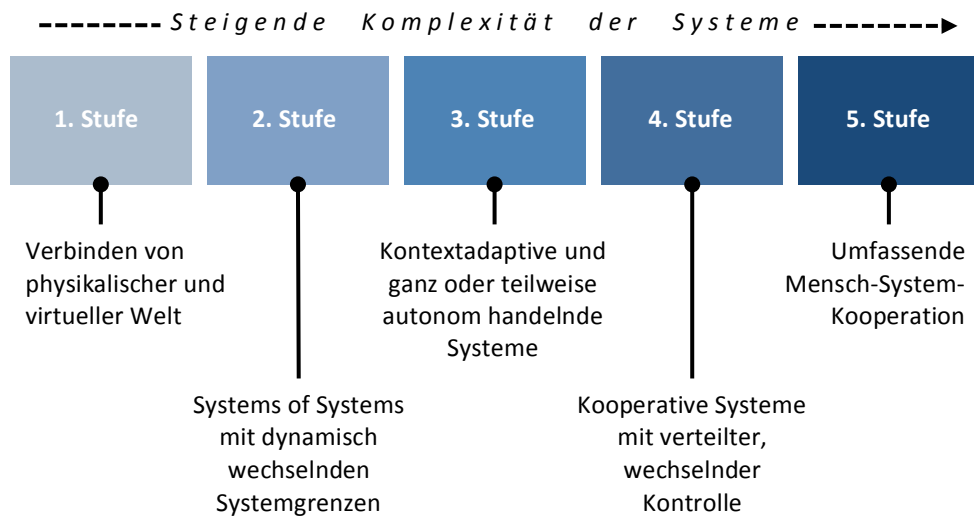 Steigende Komplexität der Systeme
1. Stufe
2. Stufe
3. Stufe
4. Stufe
5. Stufe
Verbinden von
physikalischer und
virtueller Welt
Systems of Systems
mit dynamisch
wechselnden
Systemgrenzen
Kontextadaptive und
ganz oder teilweise
autonom handelnde
Systeme
Kooperative Systeme
mit verteilter,
wechselnder
Kontrolle
Umfassende
Mensch-System-
Kooperation